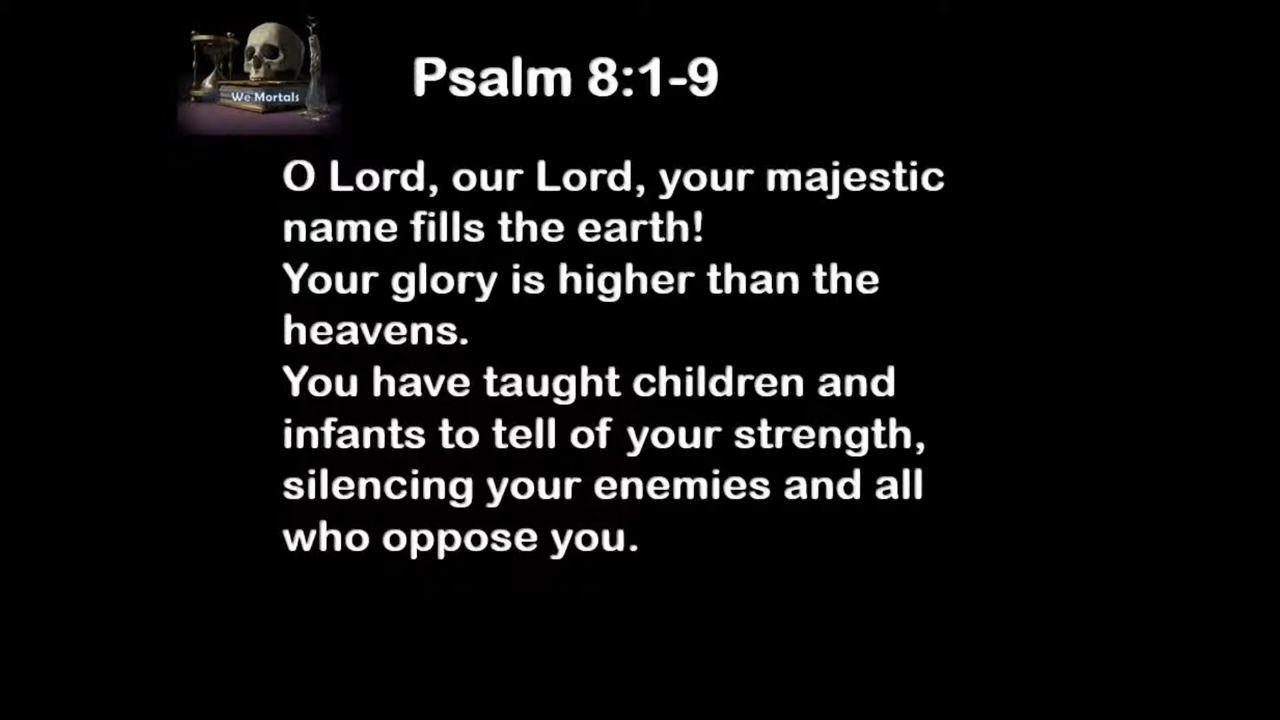 We Mortals
Psalm 8:1-9
O Lord, our Lord, your majestic
name fills the earth!
Your glory is higher than the
heavens.
You have taught children and
infants to tell of your strength,
silencing your enemies and all
who oppose you.